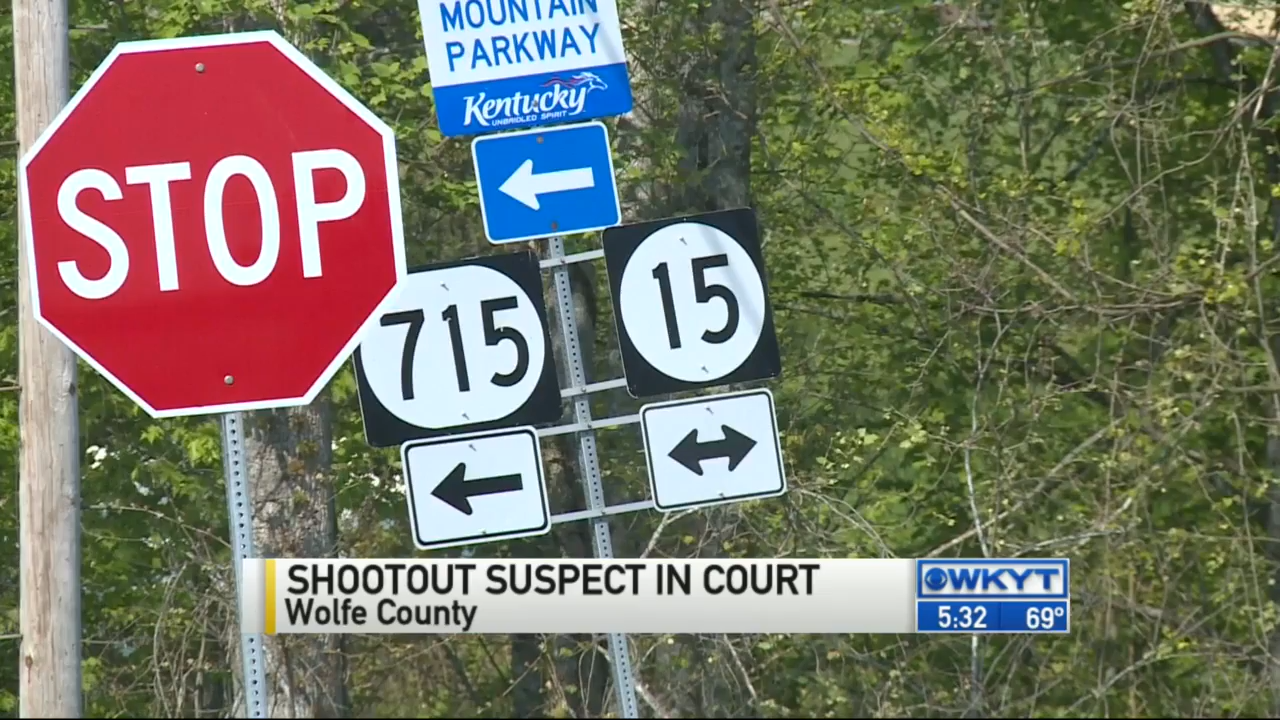 MOUNTAIN
PARKWAY
Kentucky
UNBRIDLED SPIRIT
STOP
715
15
SHOOTOUT SUSPECT IN COURT
Wolfe County
WKYT
5:32 69°